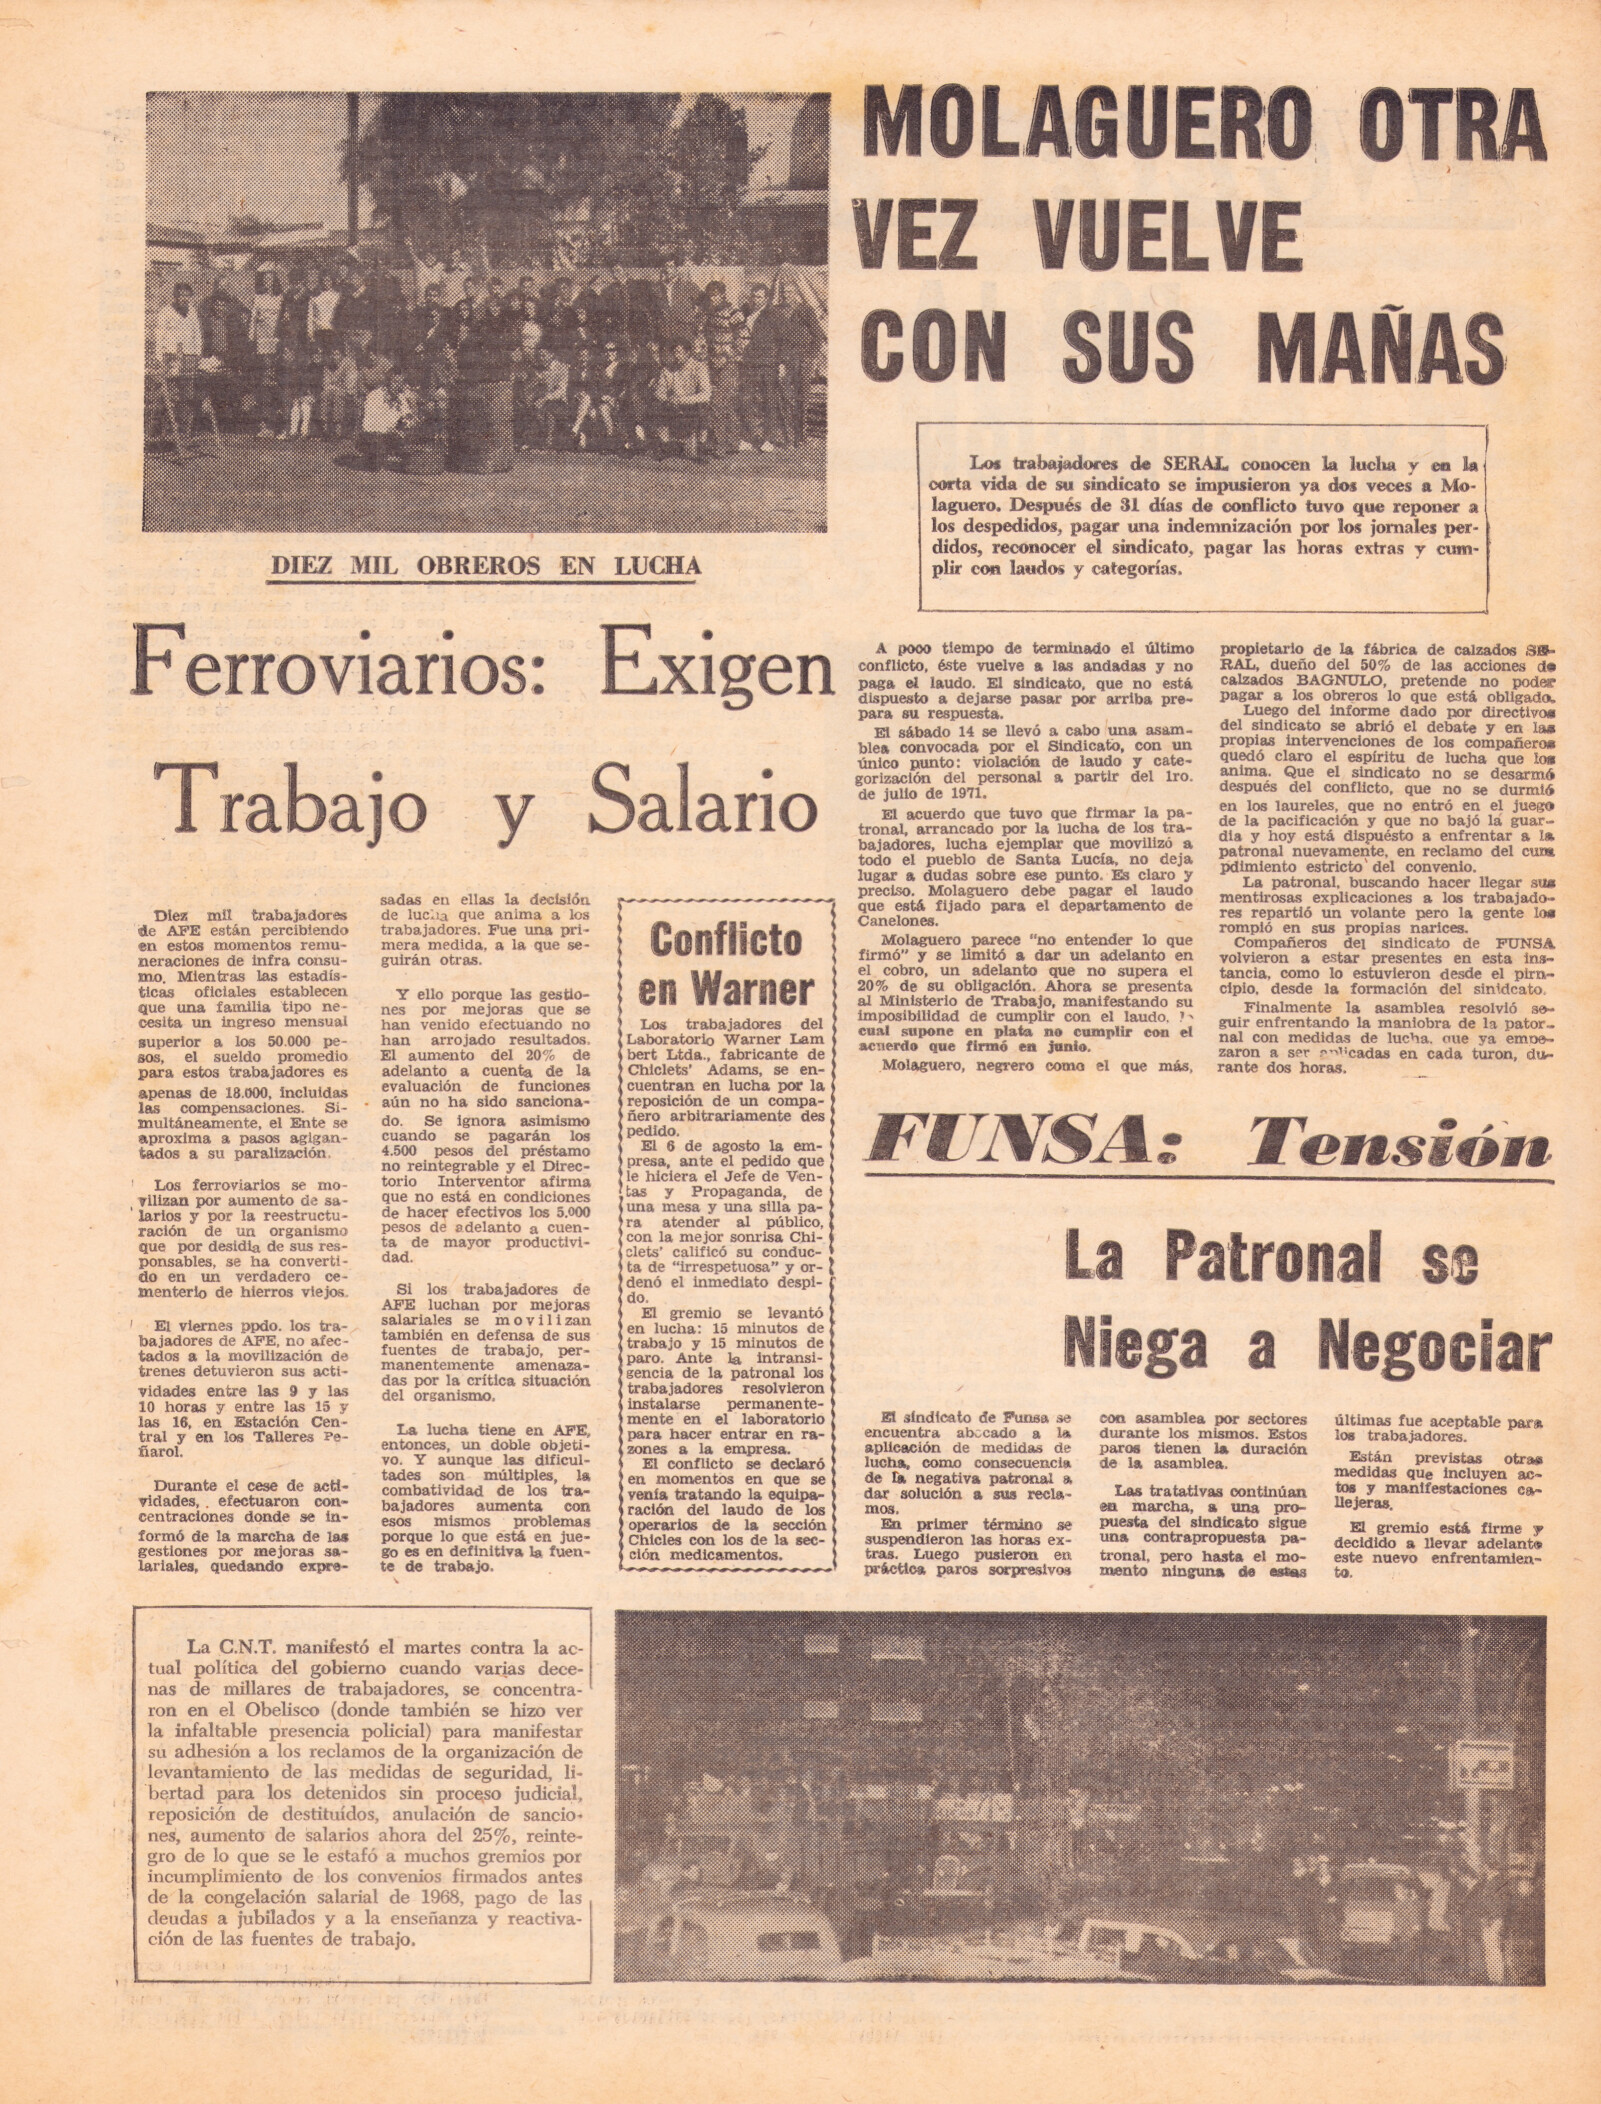 MOLAGUERO OTRA
VEZ VUELVE
CON SUS MAÑAS
Los trabajadores de SERAL conocen la lucha y en la
corta vida de su sindicato se impusieron ya dos veces a Mo-
laguero. Después de 31 días de conflicto tuvo que reponer a
los despedidos, pagar una indemnización por los jornales per-
didos, reconocer el sindicato, pagar las horas extras y cum-
plir con laudos y categorías.
A poco tiempo de terminado el último
conflicto, éste vuelve a las andadas y no
paga el laudo. El sindicato, que no está
dispuesto a dejarse pasar por arriba pre-
para su respuesta.
El sábado 14 se llevó a cabo una asam-
blea convocada por el Sindicato, con un
único punto: violación de laudo y cate-
gorización del personal a partir del 1ro.
de julio de 1971.
El acuerdo que tuvo que firmar la pa-
tronal, arrancado por la lucha de los tra-
bajadores, lucha ejemplar que movilizó a
todo el pueblo de Santa Lucía, no deja
lugar a dudas sobre ese punto. Es claro y
preciso. Molaguero debe pagar el laudo
que está fijado para el departamento de
Canelones.
Molaguero parece "no entender lo que
firmó" y se limitó a dar un adelanto en
el cobro, un adelanto que no supera el
20% de su obligación. Ahora se presenta
al Ministerio de Trabajo, manifestando su
imposibilidad de cumplir con el laudo.
cual supone en plata no cumplir con el
acuerdo que firmó en junio.
Molaguero, negrero como el que más,
propietario de la fábrica de calzados SE-
RAL, dueño del 50% de las acciones de
calzados BAGNULO, pretende no poder
pagar a los obreros lo que está obligado.
Luego del informe dado por directivos
del sindicato se abrió el debate y en las
propias intervenciones de los compañeros
quedó claro el espíritu de lucha que los
anima. Que el sindicato no se desarmó
después del conflicto, que no se durmió
en los laureles, que no entró en el juego
de la pacificación y que no bajó la guar-
dia y hoy está dispuésto a enfrentar a la
patronal nuevamente, en reclamo del cum
pdimiento estricto del convenio.
La patronal, buscando hacer llegar sus
mentirosas explicaciones a los trabajado-
res repartió un volante pero la gente los
rompió en sus propias narices.
Compañeros del sindicato de FUNSA
volvieron a estar presentes en esta ins-
tancia, como lo estuvieron desde el pirn-
cipio, desde la formación del sinidcato.
Finalmente la asamblea resolvió se-
guir enfrentando la maniobra de la pator-
nal con medidas de lucha, que ya empe-
zaron a ser aplicadas en cada turon, du-
rante dos horas.
DIEZ MIL OBREROS EN LUCHA
Ferroviarios: Exigen
Trabajo y Salario
Diez mil trabajadores
de AFE están percibiendo
en estos momentos remu-
neraciones de infra consu-
mo. Mientras las estadís-
ticas oficiales establecen
que una familia tipo ne-
cesita un ingreso mensual
superior a los 50.000 pe-
sos, el sueldo promedio
para estos trabajadores es
apenas de 18.000, incluidas
las compensaciones. Si-
multáneamente, el Ente se
aproxima a pasos agigan-
tados a su paralización.
Los ferroviarios se mo-
vilizan por aumento de sa-
larios y por la reestructu-
ración de un organismo
que por desidia de sus res-
ponsables, se ha converti-
do en un verdadero ce-
menterio de hierros viejos.
El viernes ppdo. los tra-
bajadores de AFE, no afec-
tados a la movilización de
trenes detuvieron sus acti-
vidades entre las 9 y las
10 horas y entre las 15 y
las 16, en Estación Cen-
tral y en los Talleres Pe-
ñarol.
Durante el cese de acti-
vidades, efectuaron con-
centraciones donde se in-
formó de la marcha de las
gestiones por mejoras sa-
lariales, quedando expre-
sadas en ellas la decisión
de lucha que anima a los
trabajadores. Fue una pri-
mera medida, a la que se-
guirán otras.
Y ello porque las gestio-
nes por mejoras que se
han venido efectuando no
han arrojado resultados.
El aumento del 20% de
adelanto a cuenta de la
evaluación de funciones
aún no ha sido sanciona-
do. Se ignora asimismo
cuando se pagarán los
4.500 pesos del préstamo
no reintegrable y el Direc-
torio Interventor afirma
que no está en condiciones
de hacer efectivos los 5.000
pesos de adelanto a cuen-
ta de mayor productivi-
dad.
Si los trabajadores de
AFE luchan por mejoras
salariales se movilizan
también en defensa de sus
fuentes de trabajo, per-
manentemente amenaza-
das por la crítica situación
del organismo.
La lucha tiene en AFE,
entonces, un doble objeti-
vo. Y aunque las dificul-
tades son múltiples, la
combatividad de los tra-
bajadores aumenta con
esos mismos problemas
porque lo que está en jue-
go es en definitiva la fuen-
te de trabajo.
Conflicto
en Warner
Los trabajadores del
Laboratorio Warner Lam
bert Ltda., fabricante de
Chiclets' Adams, se en-
cuentran en lucha por la
reposición de un compa-
ñero arbitrariamente des
pedido.
El 6 de agosto la em-
presa, ante el pedido que
le hiciera el Jefe de Ven-
tas y Propaganda, de
una mesa y una silla pa-
ra atender al público,
con la mejor sonrisa Chi-
clets' calificó su conduc-
ta de "irrespetuosa" y or-
denó el inmediato despi-
do.
El gremio se levantó
en lucha: 15 minutos de
trabajo y 15 minutos de
paro. Ante la intransi-
gencia de la patronal los
trabajadores resolvieron
instalarse permanente-
mente en el laboratorio
para hacer entrar en ra-
zones a la empresa.
El conflicto se declaró
en momentos en que se
venía tratando la equipa-
ración del laudo de los
operarios de la sección
Chicles con los de la sec-
ción medicamentos.
FUNSA: Tensión
La Patronal se
Niega a Negociar
El sindicato de Funsa se
encuentra abocado a la
aplicación de medidas de
lucha, como consecuencia
de la negativa patronal a
dar solución a sus recla-
mos.
En primer término se
suspendieron las horas ex-
tras. Luego pusieron en
práctica paros sorpresivos
con asamblea por sectores
durante los mismos. Estos
paros tienen la duración
de la asamblea.
Las tratativas continúan
en marcha, a una pro-
puesta del sindicato sigue
una contrapropuesta pa-
tronal, pero hasta el mo-
mento ninguna de estas
últimas fue aceptable para
los trabajadores.
Están previstas otras
medidas que incluyen ac-
tos y manifestaciones ca-
llejeras.
El gremio está firme y
decidido a llevar adelante
este nuevo enfrentamien-
to.
La C.N.T. manifestó el martes contra la ac-
tual política del gobierno cuando varias dece-
nas de millares de trabajadores, se concentra-
ron en el Obelisco (donde también se hizo ver
la infaltable presencia policial) para manifestar
su adhesión a los reclamos de la organización de
levantamiento de las medidas de seguridad, li-
bertad para los detenidos sin proceso judicial,
reposición de destituídos, anulación de sancio-
nes, aumento de salarios ahora del 25%, reinte-
gro de lo que se le estafó a muchos gremios por
incumplimiento de los convenios firmados antes
de la congelación salarial de 1968, pago de las
deudas a jubilados y a la enseñanza y reactiva-
ción de las fuentes de trabajo.